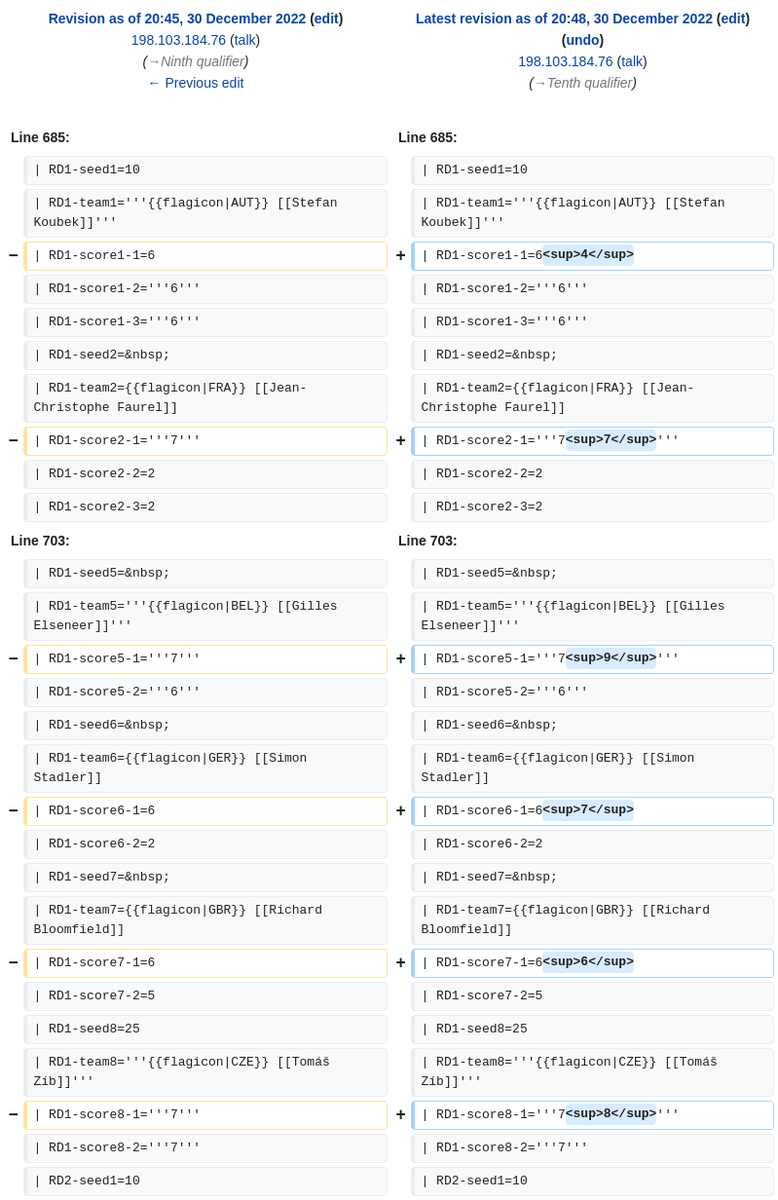 Revision as of 20:45, 30 December 2022 (edit)
198.103.184.76 (talk)
(→Ninth qualifier)
← Previous edit
Latest revision as of 20:48, 30 December 2022 (edit)
(undo)
198.103.184.76 (talk)
(→Tenth qualifier)
Line 685:
Line 685:
| RD1-seed1=10
| RD1-seed1=10
| RD1-team1='''{{flagicon|AUT}} [[Stefan
Koubek]]'''
| RD1-team1='''{{flagicon|AUT}} [[Stefan
Koubek]]'''
− | RD1-score1-1=6
+ | RD1-score1-1=6<sup>4</sup>
| RD1-score1-2='''6'''
| RD1-score1-2='''6'''
| RD1-score1-3='''6'''
| RD1-score1-3='''6'''
| RD1-seed2=&nbsp;
| RD1-seed2=&nbsp;
| RD1-team2={{flagicon|FRA}} [[Jean-
Christophe Faurel]]
| RD1-team2={{flagicon|FRA}} [[Jean-
Christophe Faurel]]
− | RD1-score2-1='''7'''
+ | RD1-score2-1='''7<sup>7</sup>'''
| RD1-score2-2=2
| RD1-score2-2=2
| RD1-score2-3=2
| RD1-score2-3=2
Line 703:
Line 703:
| RD1-seed5=&nbsp;
| RD1-seed5=&nbsp;
| RD1-team5='''{{flagicon|BEL}} [[Gilles
Elseneer]]'''
| RD1-team5='''{{flagicon|BEL}} [[Gilles
Elseneer]]'''
− | RD1-score5-1='''7'''
+ | RD1-score5-1='''7<sup>9</sup>'''
| RD1-score5-2='''6'''
| RD1-score5-2='''6'''
| RD1-seed6=&nbsp;
| RD1-seed6=&nbsp;
| RD1-team6={{flagicon|GER}} [[Simon
Stadler]]
| RD1-team6={{flagicon|GER}} [[Simon
Stadler]]
− | RD1-score6-1=6
+ | RD1-score6-1=6<sup>7</sup>
| RD1-score6-2=2
| RD1-score6-2=2
| RD1-seed7=&nbsp;
| RD1-seed7=&nbsp;
| RD1-team7={{flagicon|GBR}} [[Richard
Bloomfield]]
| RD1-team7={{flagicon|GBR}} [[Richard
Bloomfield]]
− | RD1-score7-1=6
+ | RD1-score7-1=6<sup>6</sup>
| RD1-score7-2=5
| RD1-score7-2=5
| RD1-seed8=25
| RD1-seed8=25
| RD1-team8='''{{flagicon|CZE}} [[Tomáš
Zíb]]'''
| RD1-team8='''{{flagicon|CZE}} [[Tomáš
Zíb]]'''
− | RD1-score8-1='''7'''
+ | RD1-score8-1='''7<sup>8</sup>'''
| RD1-score8-2='''7'''
| RD1-score8-2='''7'''
| RD2-seed1=10
| RD2-seed1=10